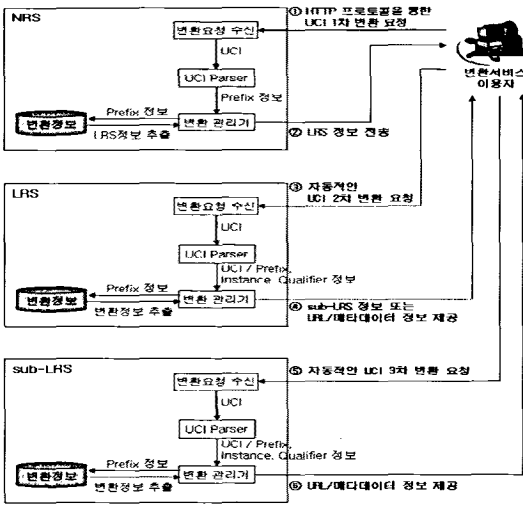 NRS
① HTTP 프로토콜을 통한
UCI 1차 변환 요청
변환요청 수신
UCI
UCI Parser
Prefix 정보
Prefix 정보
변환정보
변환 관리기
LRS정보 추출
② LRS 정보 전송
변환서비스
이용자
LRS
③ 자동적인
UCI 2차 변환 요청
변환요청 수신
UCI
UCI Parser
UCI / Prefix,
Instance, Qualifier 정보
Prefix 정보
변환정보
변환 관리기
변환정보 추출
④ sub-LRS 정보 또는
URL/메타데이터 정보 제공
sub-LRS
⑤ 자동적인 UCI 3차 변환 요청
변환요청 수신
UCI
UCI Parser
UCI / Prefix,
Instance, Qualifier 정보
Prefix 정보
변환정보
변환 관리기
변환정보 추출
⑥ URL/메타데이터 정보 제공